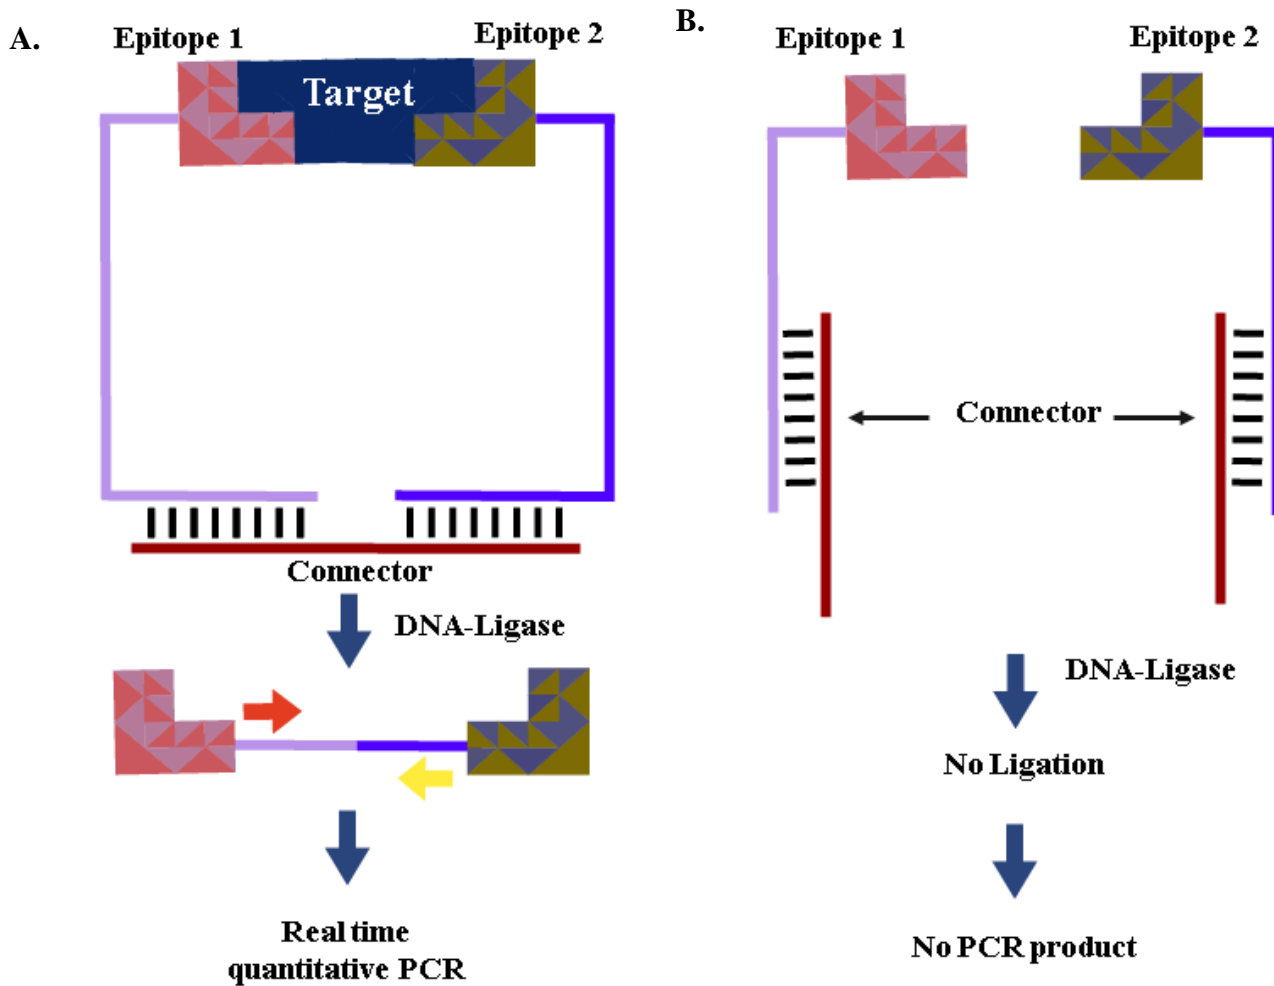 A.
Epitope 1
Epitope 2
Target
Connector
DNA-Ligase
Real time
quantitative PCR
B.
Epitope 1
Epitope 2
Connector
DNA-Ligase
No Ligation
No PCR product